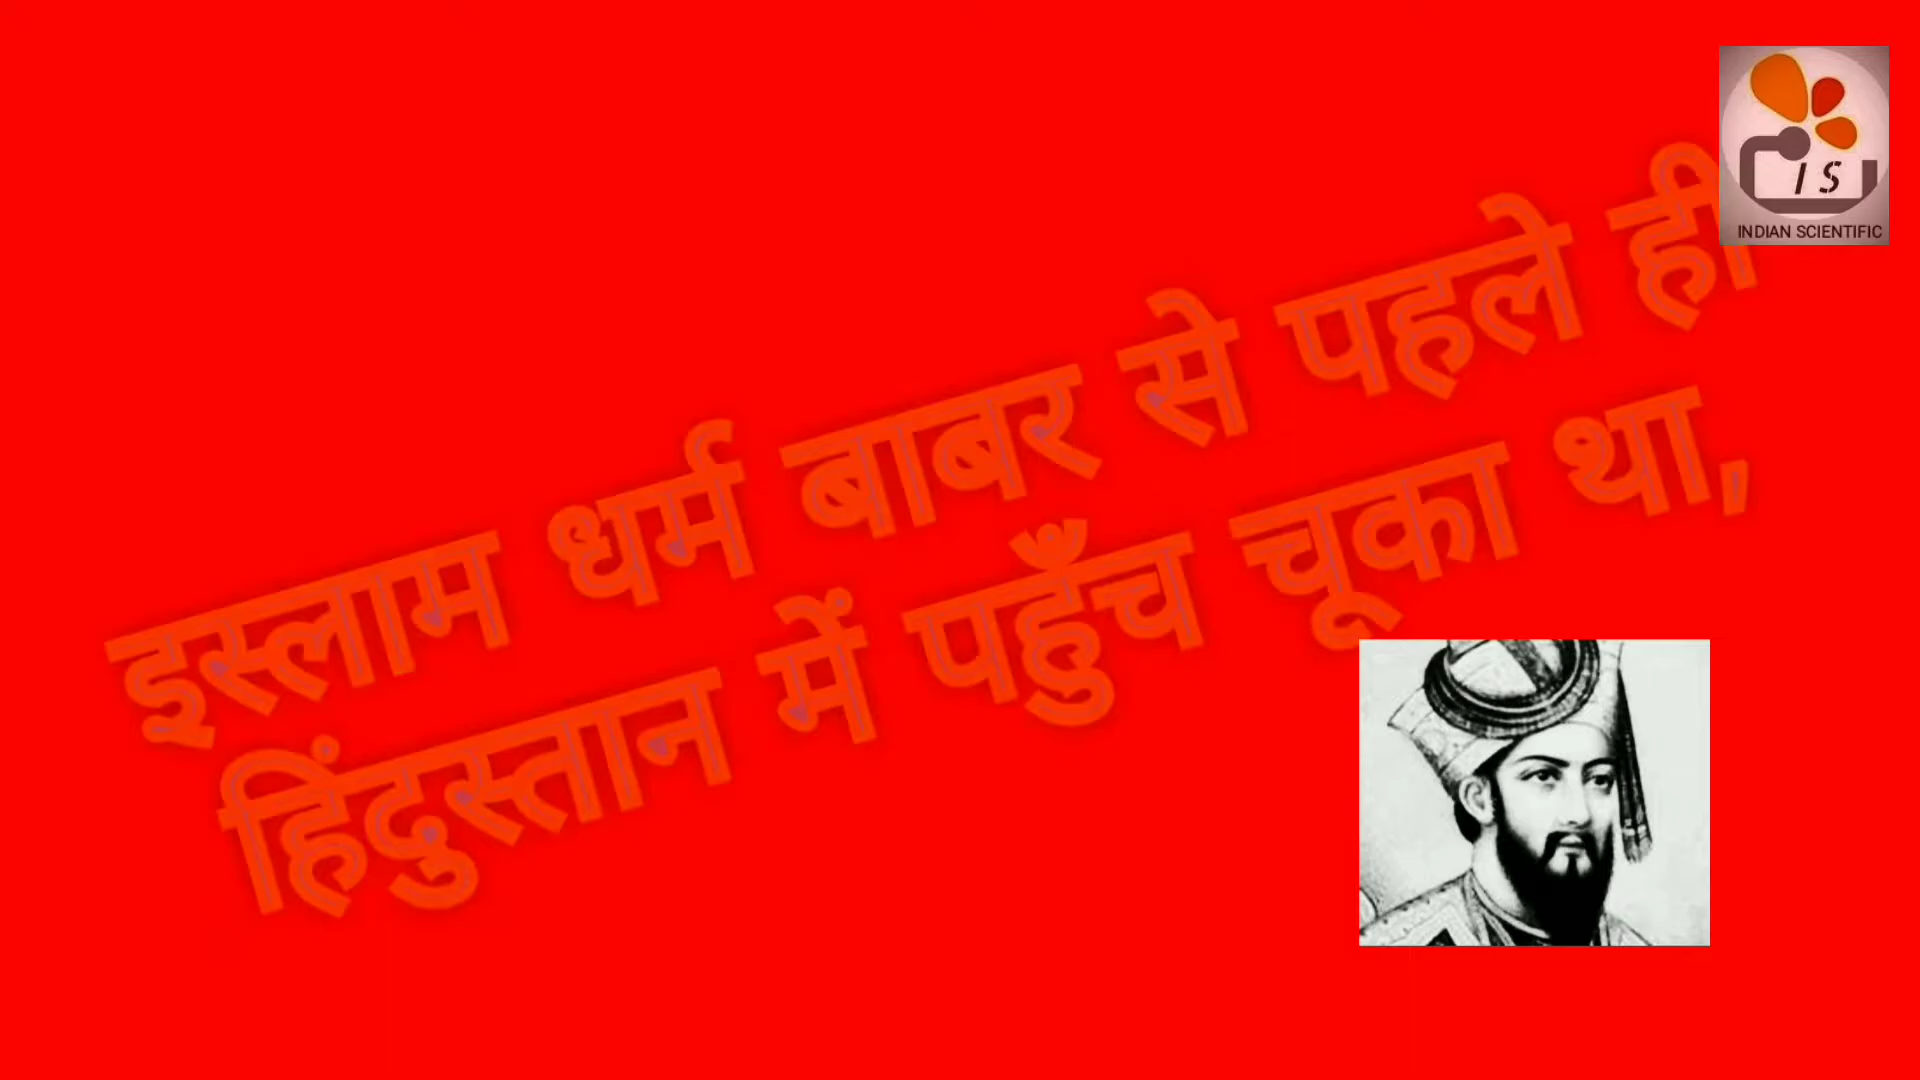 इस्लाम धर्म बाबर से पहले ही
हिंदुस्तान में पहुँच चूका था,
I S
INDIAN SCIENTIFIC